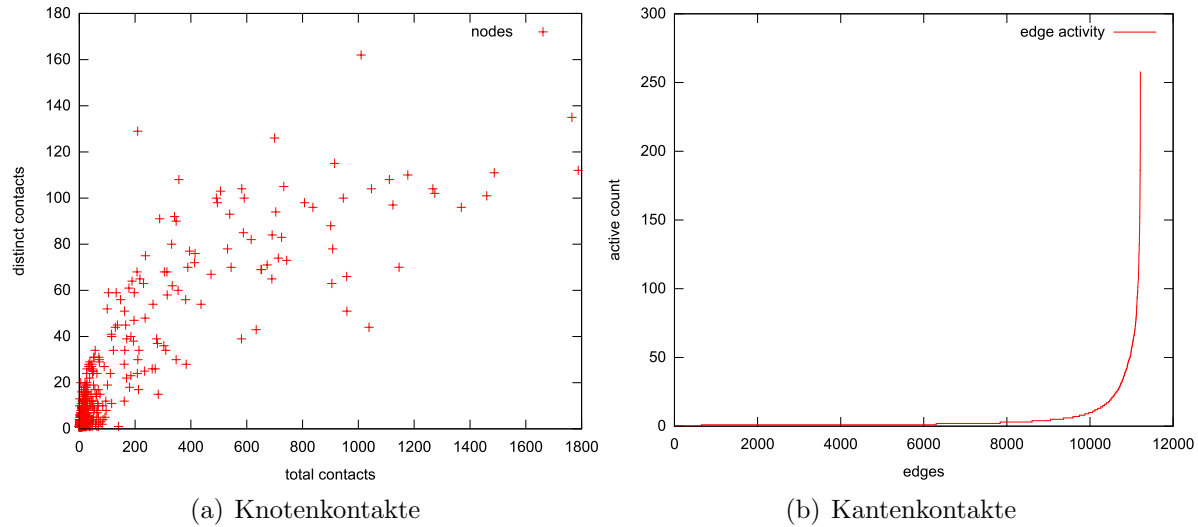 nodes
distinct contacts
180
160
140
120
100
80
60
40
20
0
0 200 400 600 800 1000 1200 1400 1600 1800
total contacts
(a) Knotenkontakte
edge activity
active count
300
250
200
150
100
50
0
0 2000 4000 6000 8000 10000 12000
edges
(b) Kantenkontakte